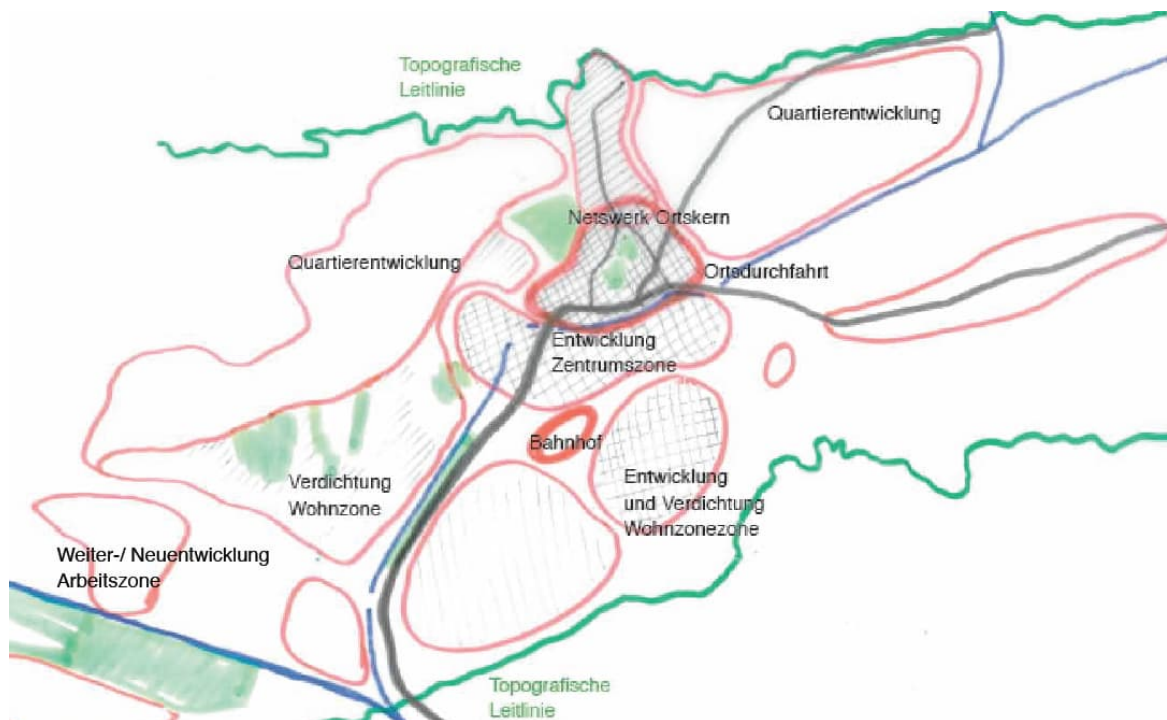 Topografische
Leitlinie
Quartierentwicklung
Netswerk Ortskern
Quartierentwicklung
Ortsdurchfahrt
Entwicklung
Zentrumszone
Bahnhof
Entwicklung
und Verdichtung
Wohnzonezone
Verdichtung
Wohnzone
Weiter-/ Neuentwicklung
Arbeitszone
Topografische
Leitlinie